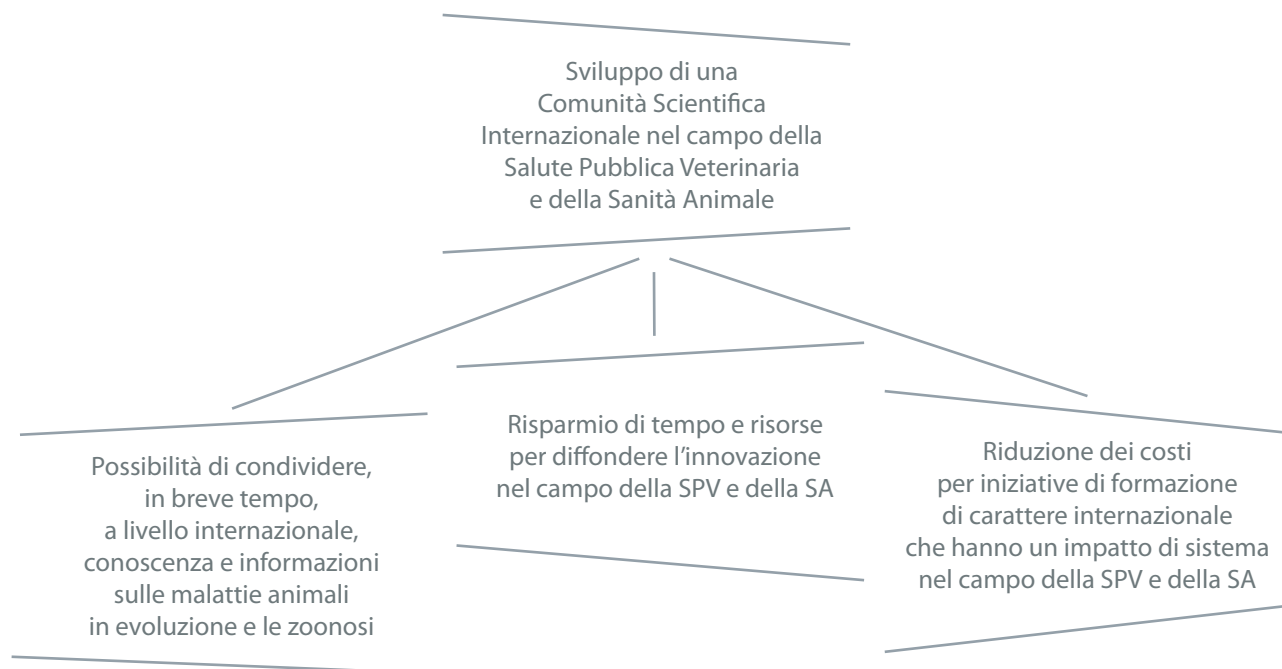 Sviluppo di una
Comunità Scientifica
Internazionale nel campo della
Salute Pubblica Veterinaria
e della Sanità Animale
Possibilità di condividere,
in breve tempo,
a livello internazionale,
conoscenza e informazioni
sulle malattie animali
in evoluzione e le zoonosi
Risparmio di tempo e risorse
per diffondere l'innovazione
nel campo della SPV e della SA
Riduzione dei costi
per iniziative di formazione
di carattere internazionale
che hanno un impatto di sistema
nel campo della SPV e della SA